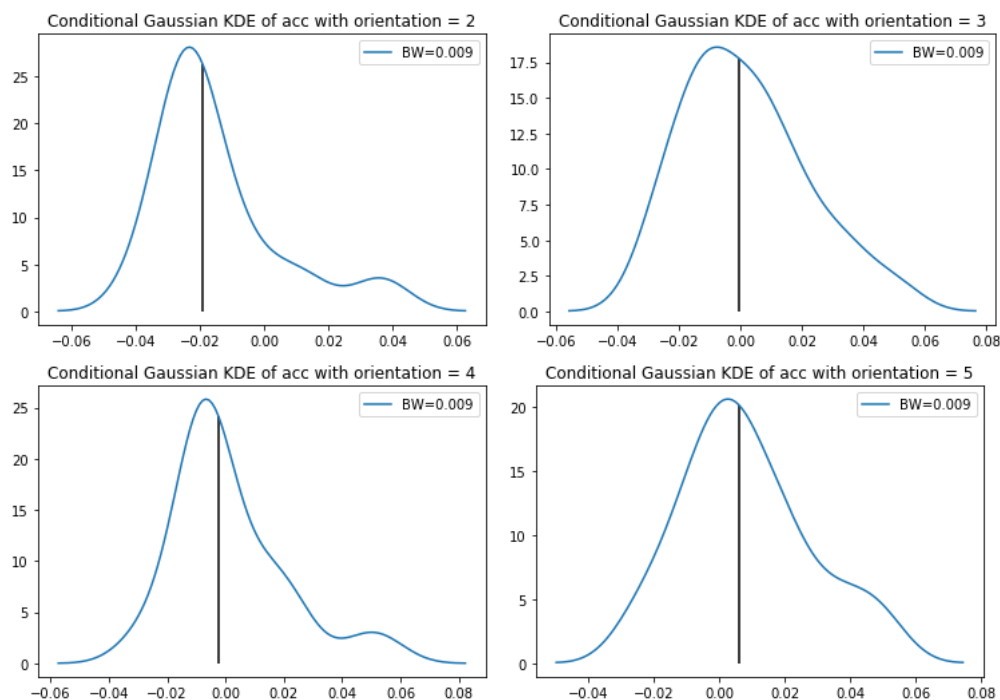 Conditional Gaussian KDE of acc with orientation = 2
BW=0.009
25
20
15
10
5
0
−0.06 −0.04 −0.02 0.00 0.02 0.04 0.06
Conditional Gaussian KDE of acc with orientation = 3
BW=0.009
17.5
15.0
12.5
10.0
7.5
5.0
2.5
0.0
−0.06 −0.04 −0.02 0.00 0.02 0.04 0.06 0.08
Conditional Gaussian KDE of acc with orientation = 4
BW=0.009
25
20
15
10
5
0
−0.06 −0.04 −0.02 0.00 0.02 0.04 0.06 0.08
Conditional Gaussian KDE of acc with orientation = 5
BW=0.009
20
15
10
5
0
−0.04 −0.02 0.00 0.02 0.04 0.06 0.08